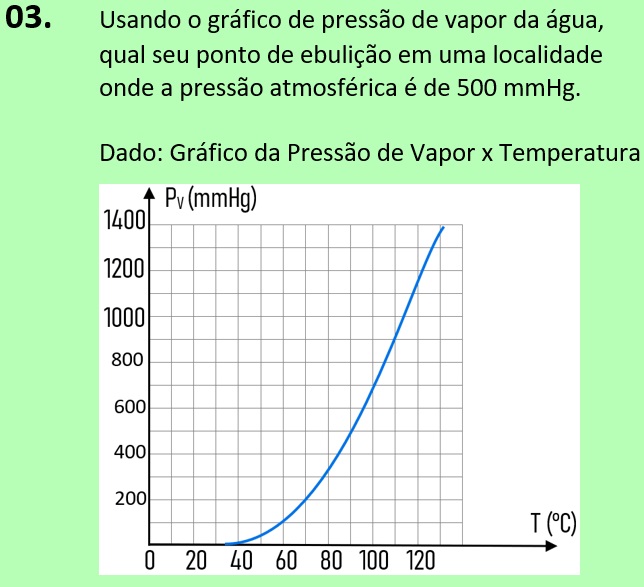 03. Usando o gráfico de pressão de vapor da água,
qual seu ponto de ebulição em uma localidade
onde a pressão atmosférica é de 500 mmHg.
Dado: Gráfico da Pressão de Vapor x Temperatura
Pv (mmHg)
1400
1200
1000
800
600
400
200
T (ºC)
0 20 40 60 80 100 120